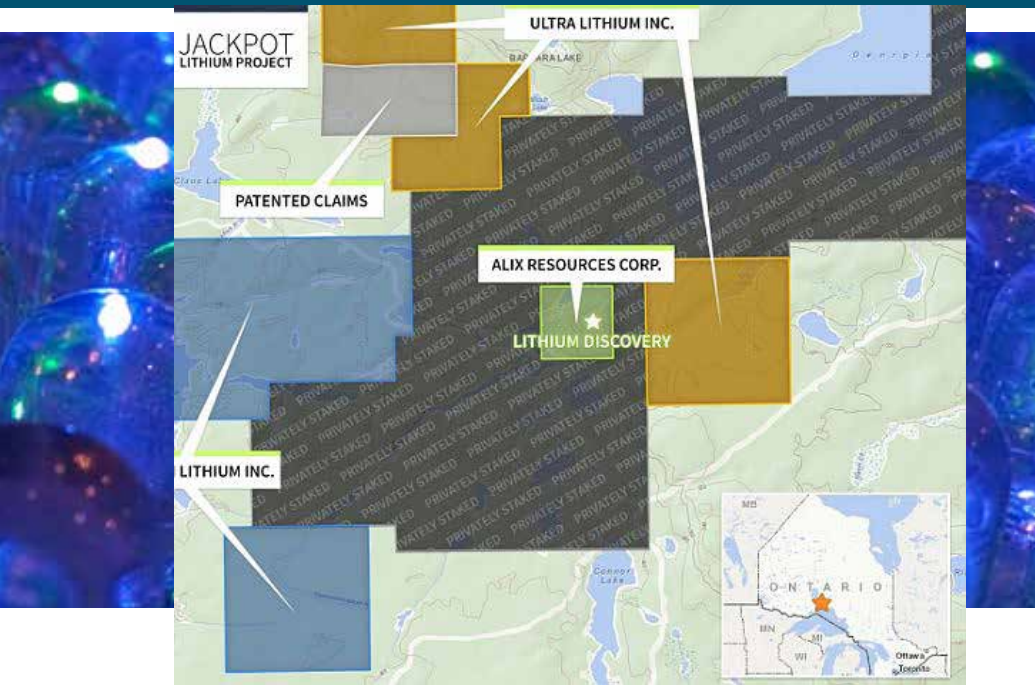 JACKPOT
LITHIUM PROJECT
ULTRA LITHIUM INC.
BARBARA LAKE
PATENTED CLAIMS
ALIX RESOURCES CORP.
LITHIUM DISCOVERY
LITHIUM INC.
PRIVATELY STAKED
Connor
Lake
MB
ONTARIO
MN
MI
WI
Ottawa
Toronto